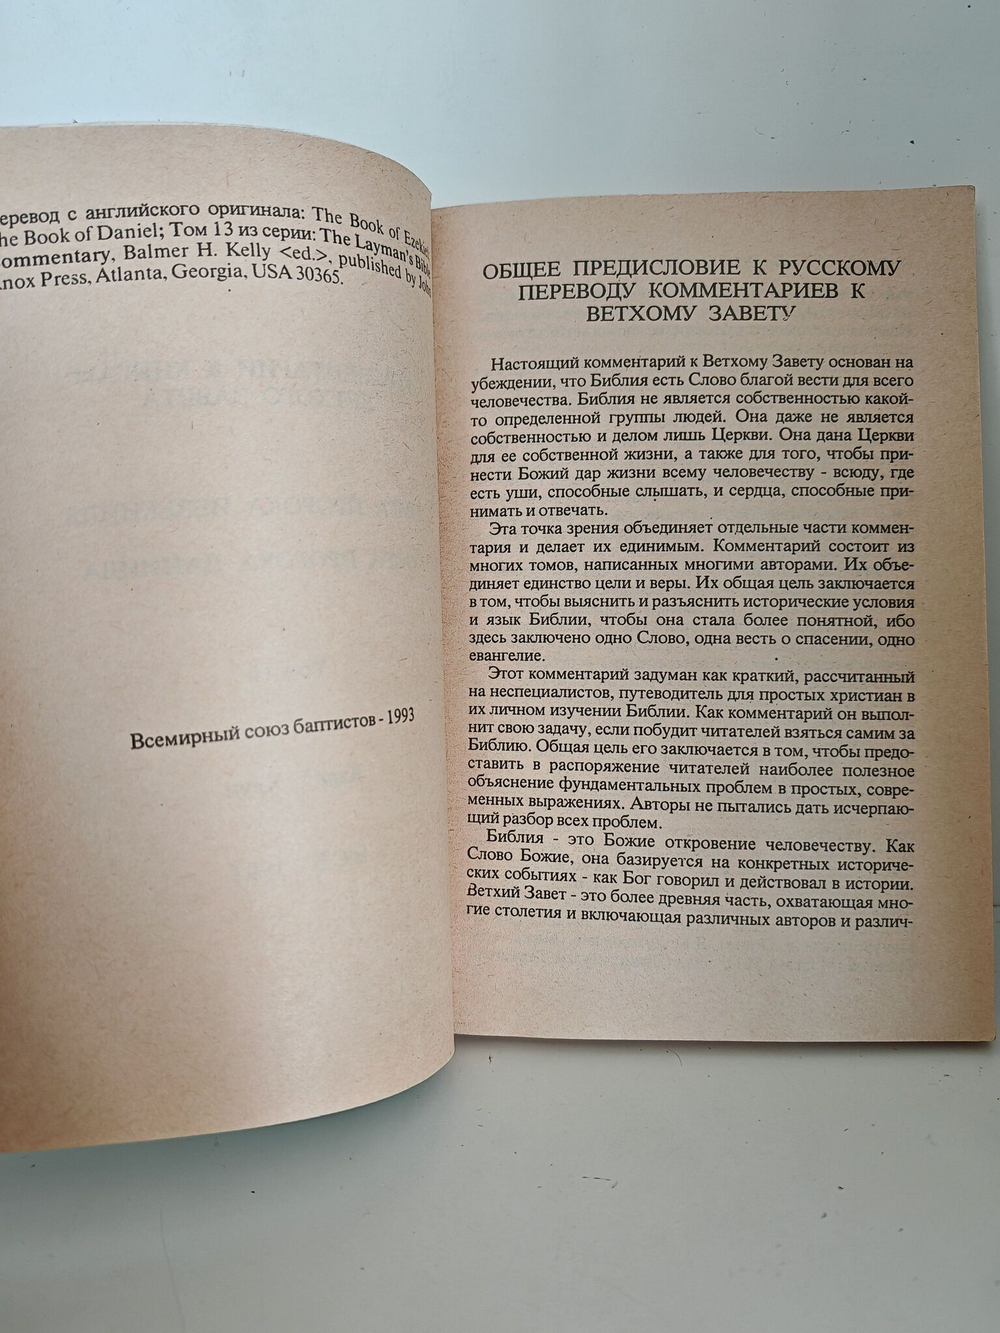 еревод с английского оригинала: The Book of Ezekiel
he Book of Daniel; Том 13 из серии: The Layman's Bible
ommentary, Balmer H. Kelly <ed.>, published by John
nox Press, Atlanta, Georgia, USA 30365.
Всемирный союз баптистов - 1993
ОБЩЕЕ ПРЕДИСЛОВИЕ К РУССКОМУ
ПЕРЕВОДУ КОММЕНТАРИЕВ К
ВЕТХОМУ ЗАВЕТУ
Настоящий комментарий к Ветхому Завету основан на
убеждении, что Библия есть Слово благой вести для всего
человечества. Библия не является собственностью какой-
то определенной группы людей. Она даже не является
собственностью и делом лишь Церкви. Она дана Церкви
для ее собственной жизни, а также для того, чтобы при-
нести Божий дар жизни всему человечеству - всюду, где
есть уши, способные слышать, и сердца, способные при-
нимать и отвечать.
Эта точка зрения объединяет отдельные части коммен-
тария и делает их единимым. Комментарий состоит из
многих томов, написанных многими авторами. Их объе-
диняет единство цели и веры. Их общая цель заключается
в том, чтобы выяснить и разъяснить исторические условия
и язык Библии, чтобы она стала более понятной, ибо
здесь заключено одно Слово, одна весть о спасении, одно
евангелие.
Этот комментарий задуман как краткий, рассчитанный
на неспециалистов, путеводитель для простых христиан в
их личном изучении Библии. Как комментарий он выпол-
нит свою задачу, если побудит читателей взяться самим за
Библию. Общая цель его заключается в том, чтобы предо-
ставить в распоряжение читателей наиболее полезное
объяснение фундаментальных проблем в простых, совре-
менных выражениях. Авторы не пытались дать исчерпаю-
щий разбор всех проблем.
Библия - это Божие откровение человечеству. Как
Слово Божие, она базируется на конкретных историче-
ских событиях - как Бог говорил и действовал в истории.
Ветхий Завет - это более древняя часть, охватающая мно-
гие столетия и включающая различных авторов и различ-